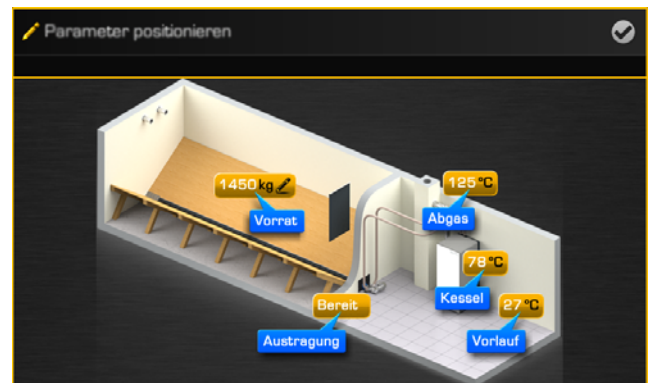 Parameter positionieren
1450 kg
Vorrat
125 °C
Abgas
78 °C
Kessel
Bereit
Austragung
27 °C
Vorlauf